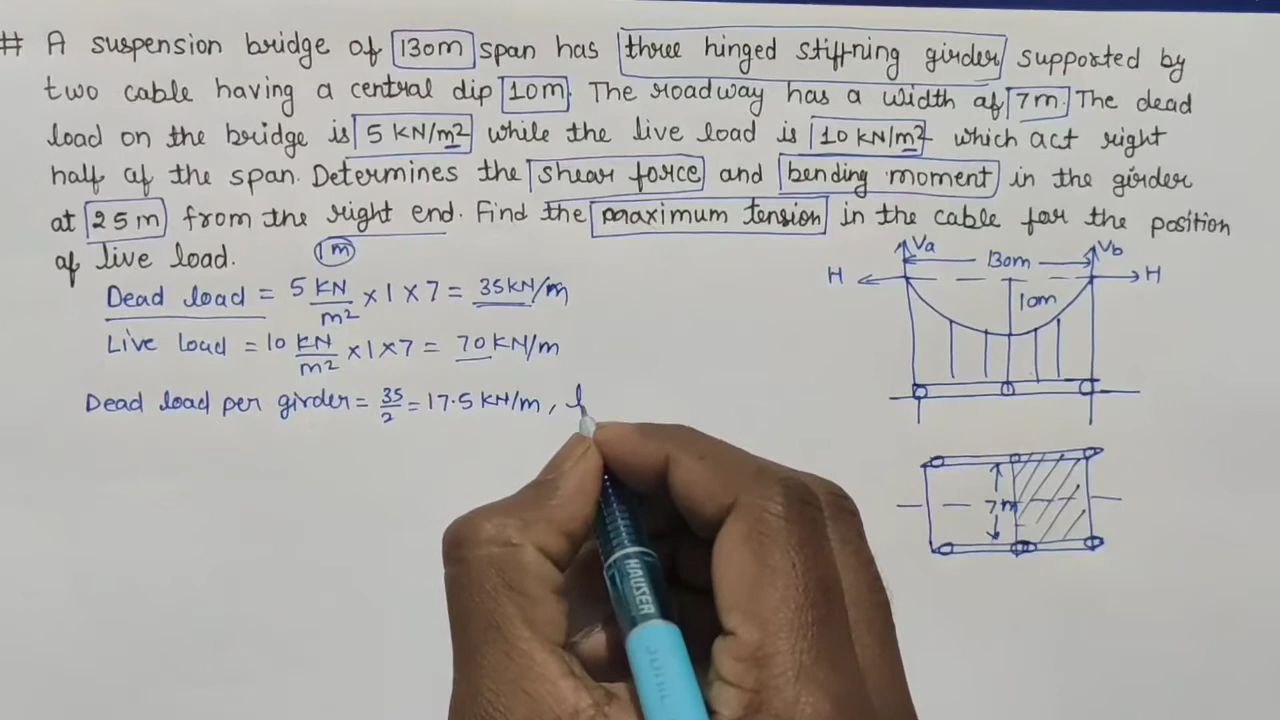 # A suspension bridge of 130m span has three hinged stiffning girder supported by
two cable having a central dip 10m. The roadway has a width of 7m. The dead
load on the bridge is 5 KN/m² while the live load is 10 KN/m² which act right
half of the span. Determines the shear force and bending moment in the girder
at 25m from the right end. Find the maximum tension in the cable for the position
of live load.
1m
Dead load = 5 KN/m² x 1 x 7 = 35KN/m
Live load = 10 KN/m² x 1 x 7 = 70 KN/m
Dead load per girder = 35/2 = 17.5 KN/m, l
Va
Vb
130m
H
H
10m
7m
HAUSER